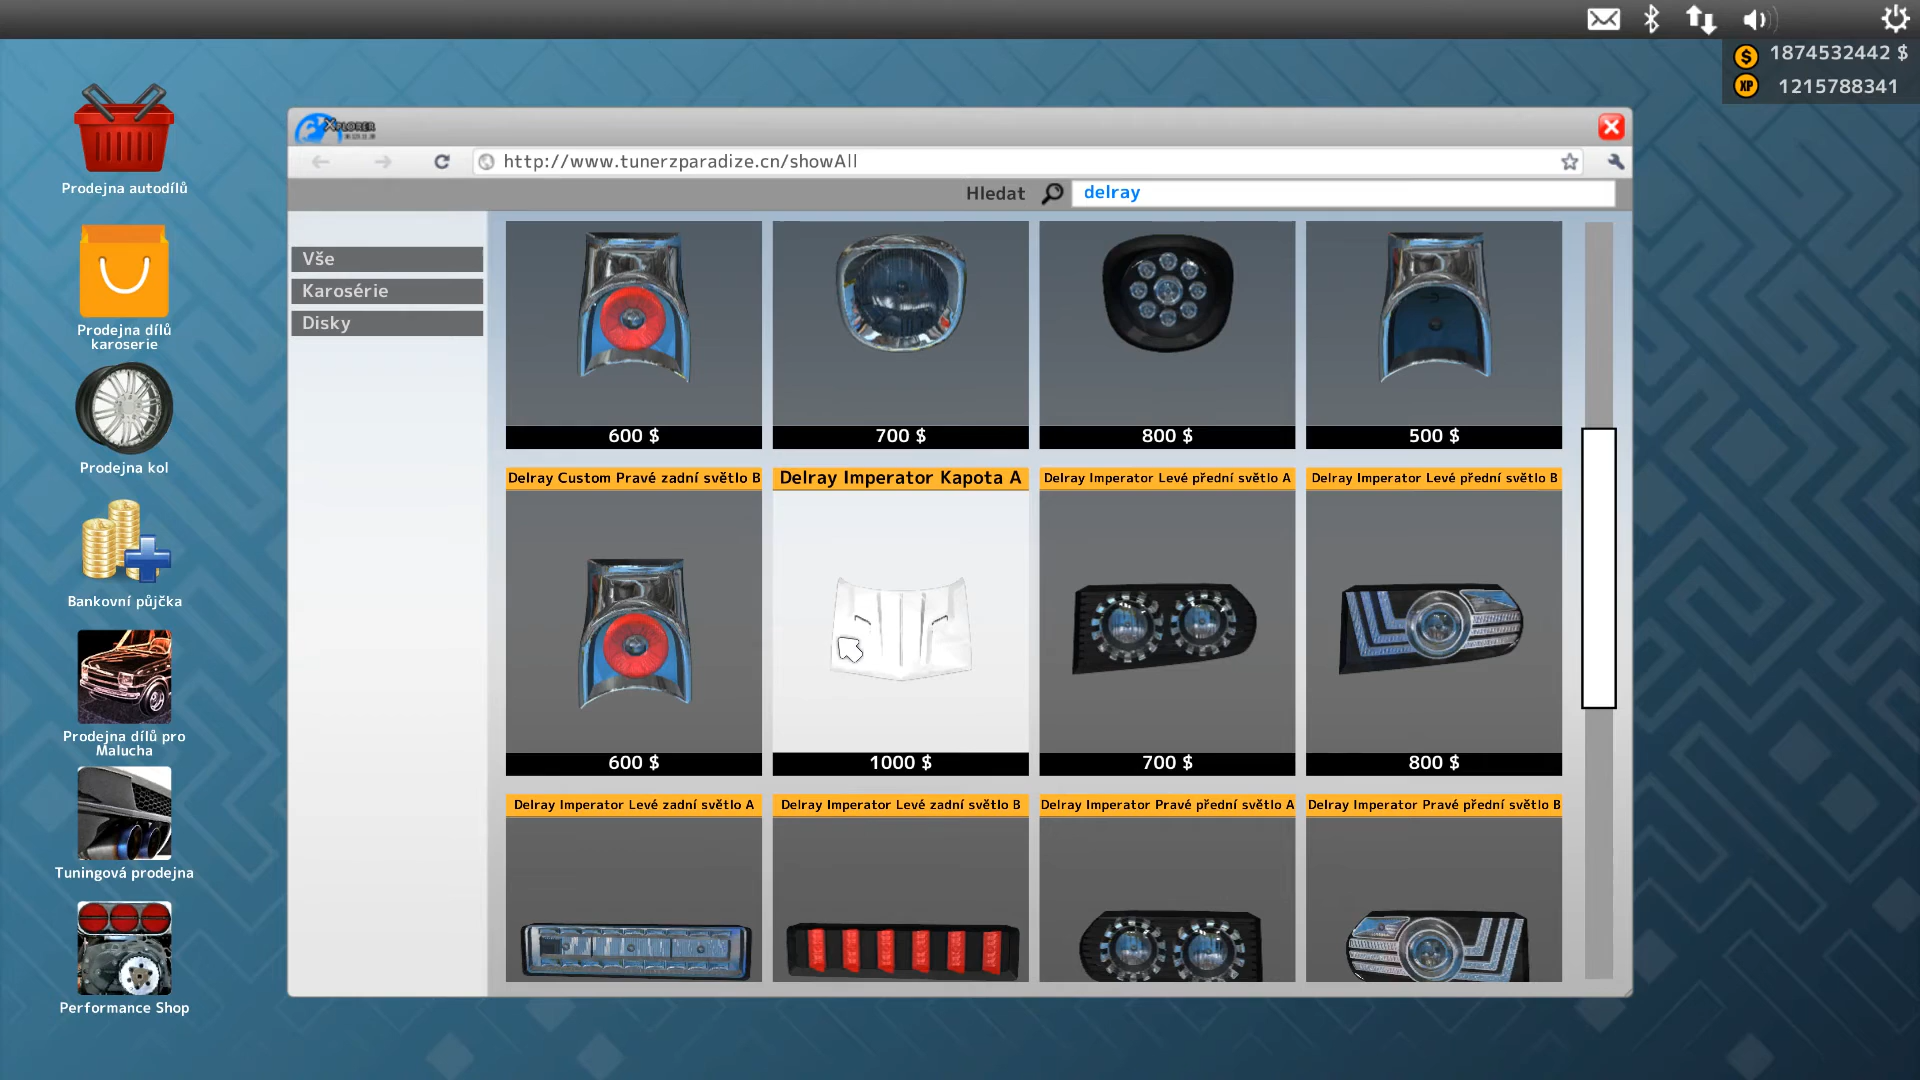 1874532442 $
XP 1215788341
XPLORER
http://www.tunerzparadize.cn/showAll
Hledat delray
Prodejna autodílů
Prodejna dílů
karoserie
Prodejna kol
Bankovní půjčka
Prodejna dílů pro
Malucha
Tuningová prodejna
Performance Shop
Vše
Karosérie
Disky
600 $
700 $
800 $
500 $
Delray Custom Pravé zadní světlo B
Delray Imperator Kapota A
Delray Imperator Levé přední světlo A
Delray Imperator Levé přední světlo B
600 $
1000 $
700 $
800 $
Delray Imperator Levé zadní světlo A
Delray Imperator Levé zadní světlo B
Delray Imperator Pravé přední světlo A
Delray Imperator Pravé přední světlo B